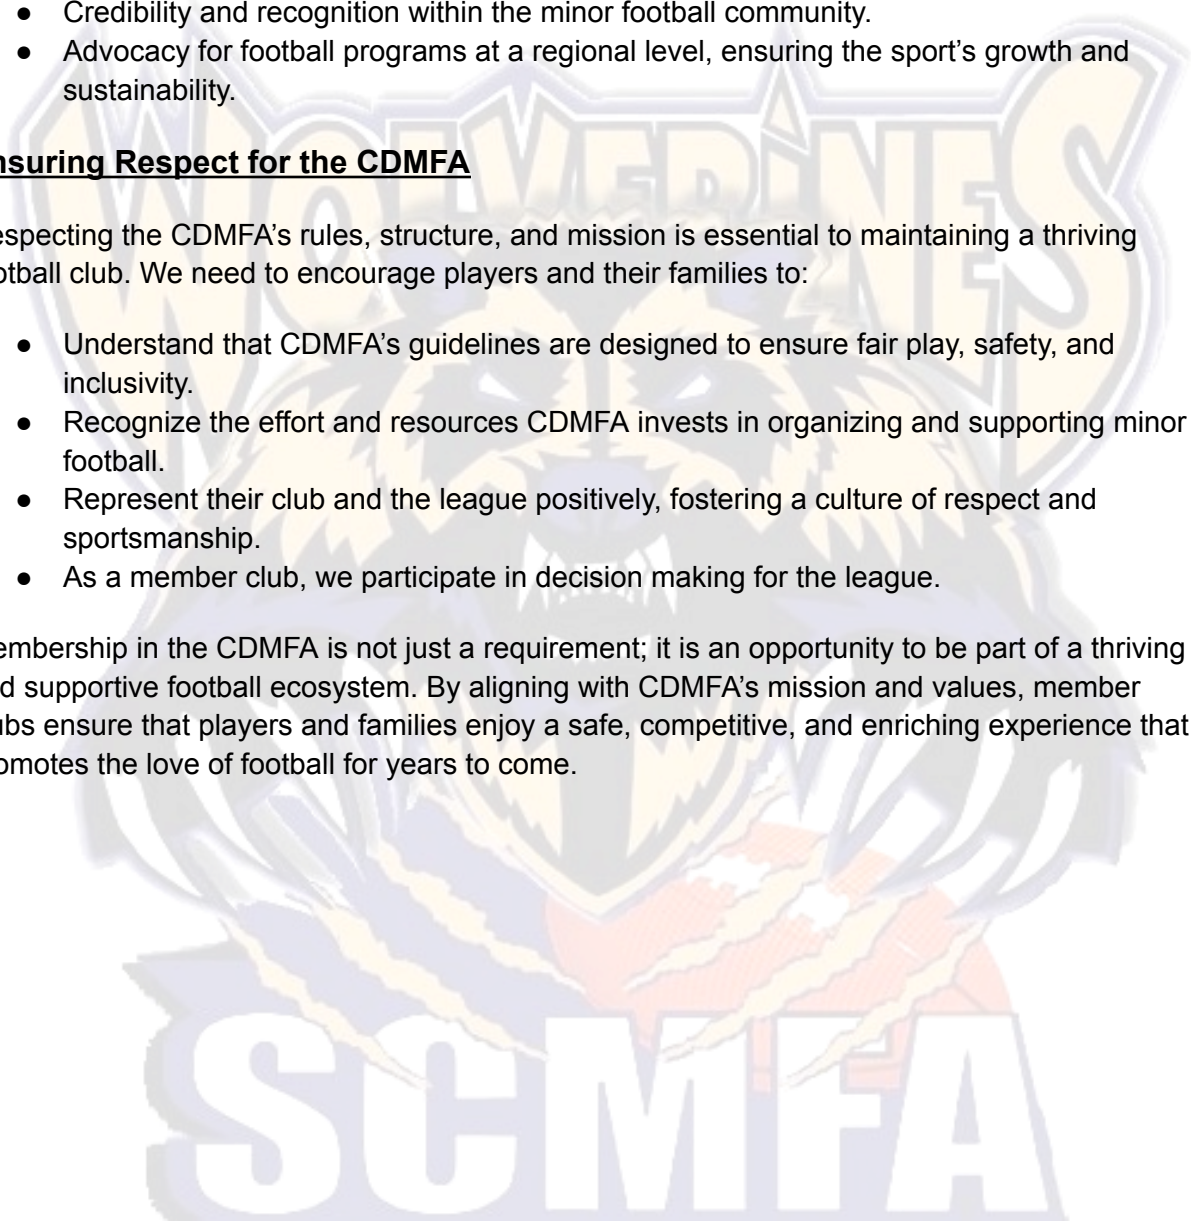 ● Credibility and recognition within the minor football community.
● Advocacy for football programs at a regional level, ensuring the sport’s growth and
sustainability.
WOLVERINES
nsuring Respect for the CDMFA
especting the CDMFA’s rules, structure, and mission is essential to maintaining a thriving
otball club. We need to encourage players and their families to:
● Understand that CDMFA’s guidelines are designed to ensure fair play, safety, and
inclusivity.
● Recognize the effort and resources CDMFA invests in organizing and supporting minor
football.
● Represent their club and the league positively, fostering a culture of respect and
sportsmanship.
● As a member club, we participate in decision making for the league.
embership in the CDMFA is not just a requirement; it is an opportunity to be part of a thriving
d supportive football ecosystem. By aligning with CDMFA’s mission and values, member
ubs ensure that players and families enjoy a safe, competitive, and enriching experience that
omotes the love of football for years to come.
SCMFA